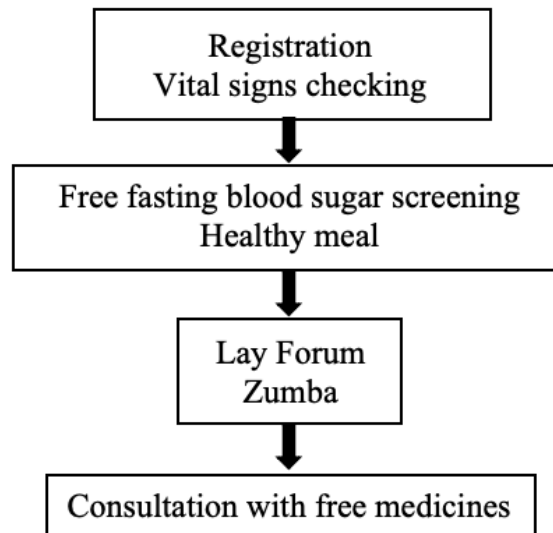 Registration
Vital signs checking
Free fasting blood sugar screening
Healthy meal
Lay Forum
Zumba
Consultation with free medicines